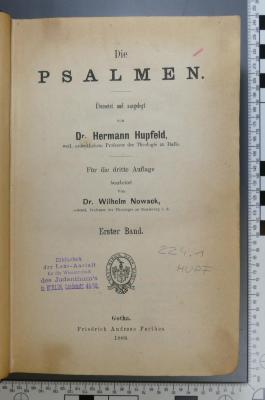 Die
PSALMEN.
Übersetzt und ausgelegt
von
Dr. Hermann Hupfeld,
weil. ordentlichem Professor der Theologie zu Halle.
Für die dritte Auflage
bearbeitet
von
Dr. Wilhelm Nowack,
ordentl. Professor der Theologie zu Strassburg i. E.
Erster Band.
224,1
HUPF
Bibliothek
der Lehr-Anstalt
für die Wissenschaft
des Judenthum's
in BERLIN,
Gotha.
Friedrich Andreas Perthes
1888.